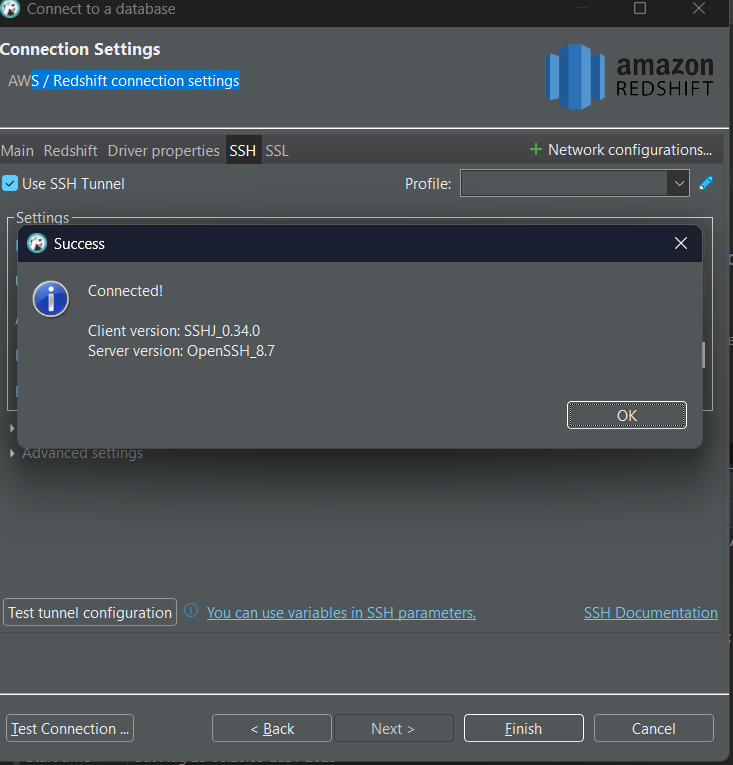 Connect to a database
Connection Settings
AWS / Redshift connection settings
amazon
REDSHIFT
Main Redshift Driver properties SSH SSL
+ Network configurations...
Use SSH Tunnel
Profile:
Settings
Success
Connected!
Client version: SSHJ_0.34.0
Server version: OpenSSH_8.7
OK
Advanced settings
Test tunnel configuration
You can use variables in SSH parameters.
SSH Documentation
Test Connection ...
< Back
Next >
Finish
Cancel